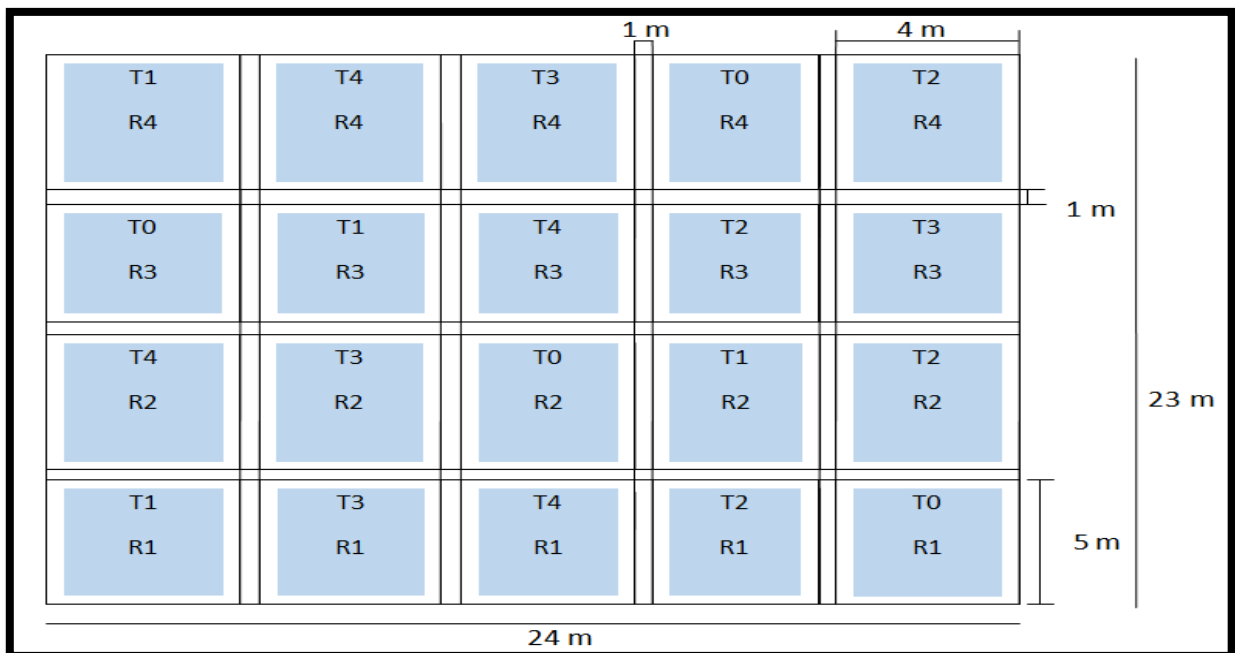 1 m
4 m
T1 T4 T3 T0 T2
R4 R4 R4 R4 R4
T0 T1 T4 T2 T3
1 m
R3 R3 R3 R3 R3
T4 T3 T0 T1 T2
R2 R2 R2 R2 R2
23 m
T1 T3 T4 T2 T0
R1 R1 R1 R1 R1
5 m
24 m